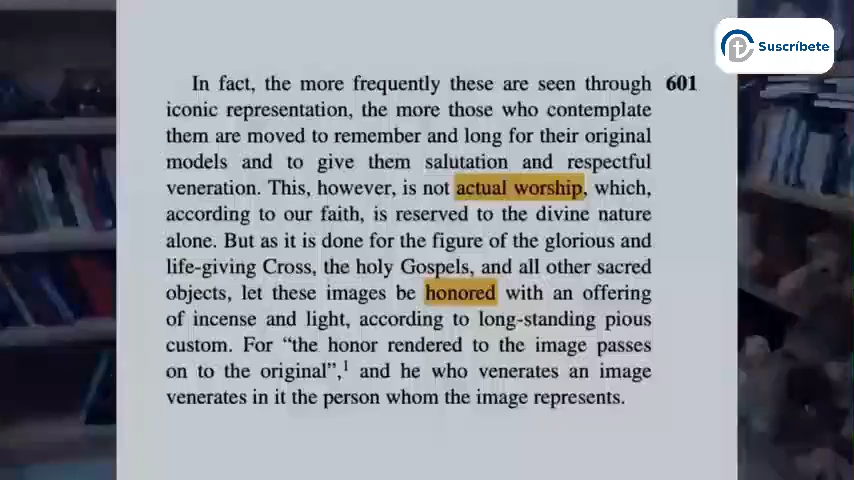 Suscríbete
In fact, the more frequently these are seen through 601
iconic representation, the more those who contemplate
them are moved to remember and long for their original
models and to give them salutation and respectful
veneration. This, however, is not actual worship, which,
according to our faith, is reserved to the divine nature
alone. But as it is done for the figure of the glorious and
life-giving Cross, the holy Gospels, and all other sacred
objects, let these images be honored with an offering
of incense and light, according to long-standing pious
custom. For “the honor rendered to the image passes
on to the original”,¹ and he who venerates an image
venerates in it the person whom the image represents.